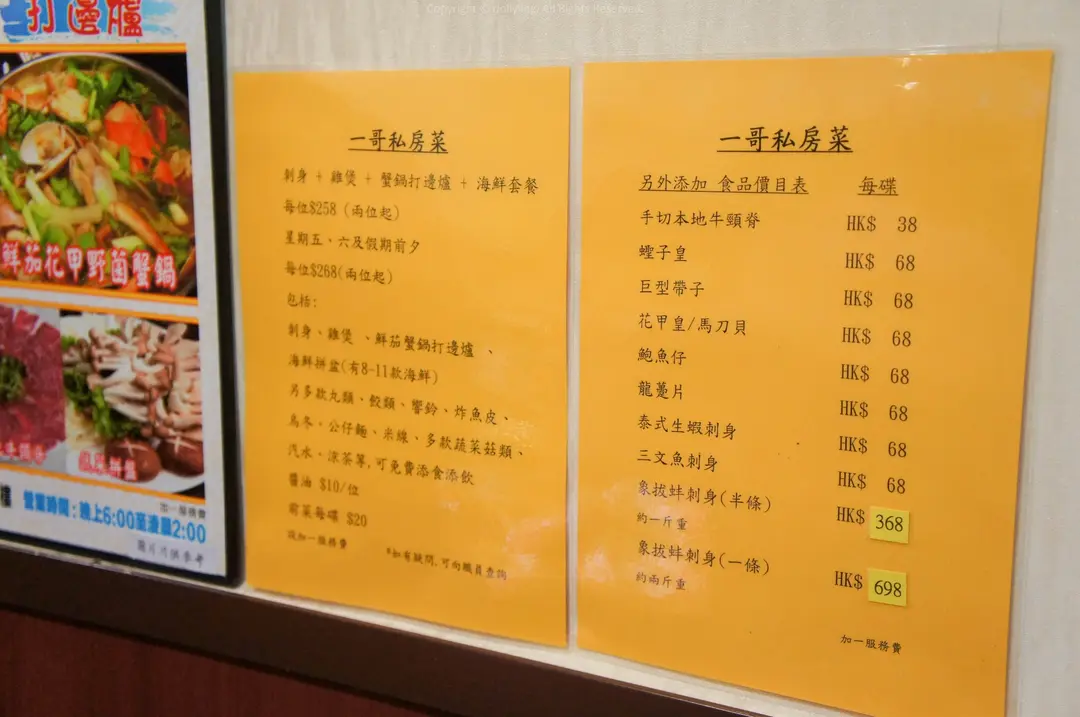 Copyright © onlyfung. All Rights Reserved.
打邊爐
鮮茄花甲野菌蟹鍋
營業時間：晚上6:00至淩晨2:00
加一服務費
圖片只供參考
一哥私房菜
刺身 + 雞煲 + 蟹鍋打邊爐 + 海鮮套餐
每位$258 (兩位起)
星期五、六及假期前夕
每位$268(兩位起)
包括:
刺身、雞煲 、鮮茄蟹鍋打邊爐 、
海鮮拼盆(有8-11款海鮮)
另多款丸類、餃類、響鈴、炸魚皮、
烏冬、公仔麵、米線、多款蔬菜菇類、
汽水、涼茶等,可免費添食添飲
醬油 $10/位
前菜每碟 $20
設加一服務費
*如有疑問,可向職員查詢
一哥私房菜
另外添加 食品價目表 每碟
手切本地牛頸脊 HK$ 38
蟶子皇 HK$ 68
巨型帶子 HK$ 68
花甲皇/馬刀貝 HK$ 68
鮑魚仔 HK$ 68
龍躉片 HK$ 68
泰式生蝦刺身 HK$ 68
三文魚刺身 HK$ 68
象拔蚌刺身(半條) HK$ 368
約一斤重
象拔蚌刺身(一條) HK$ 698
約兩斤重
加一服務費